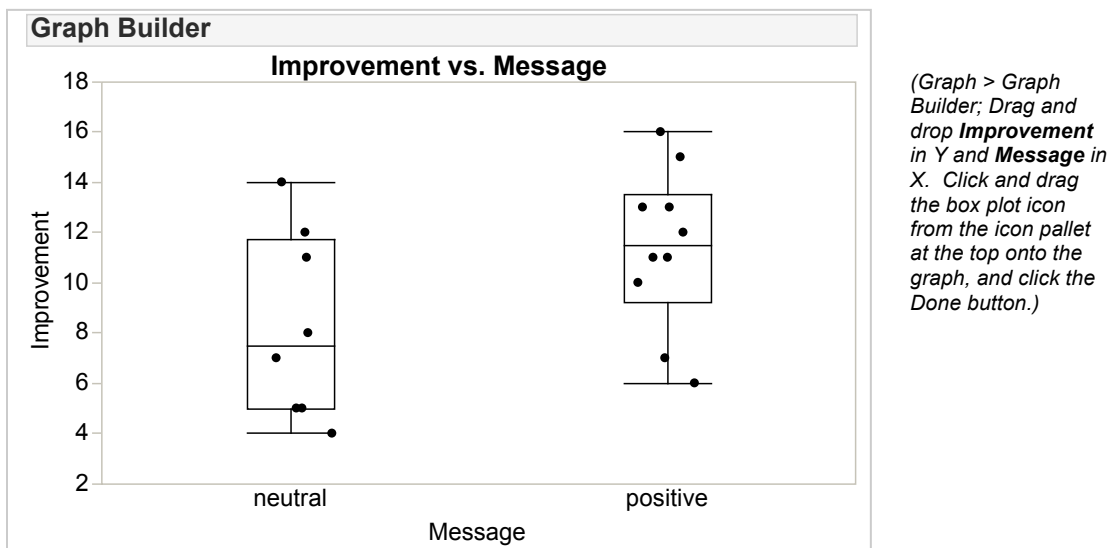 Graph Builder
Improvement vs. Message
18
16
14
12
10
8
6
4
2
Improvement
neutral
positive
Message
(Graph > Graph
Builder; Drag and
drop Improvement
in Y and Message in
X. Click and drag
the box plot icon
from the icon pallet
at the top onto the
graph, and click the
Done button.)